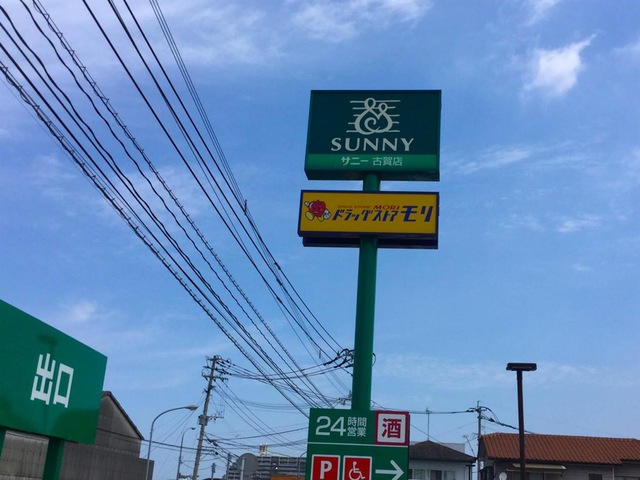 SUNNY
サニー 古賀店
DRUG STORE MORI
ドラッグストアモリ
出口
24時間営業
酒
P